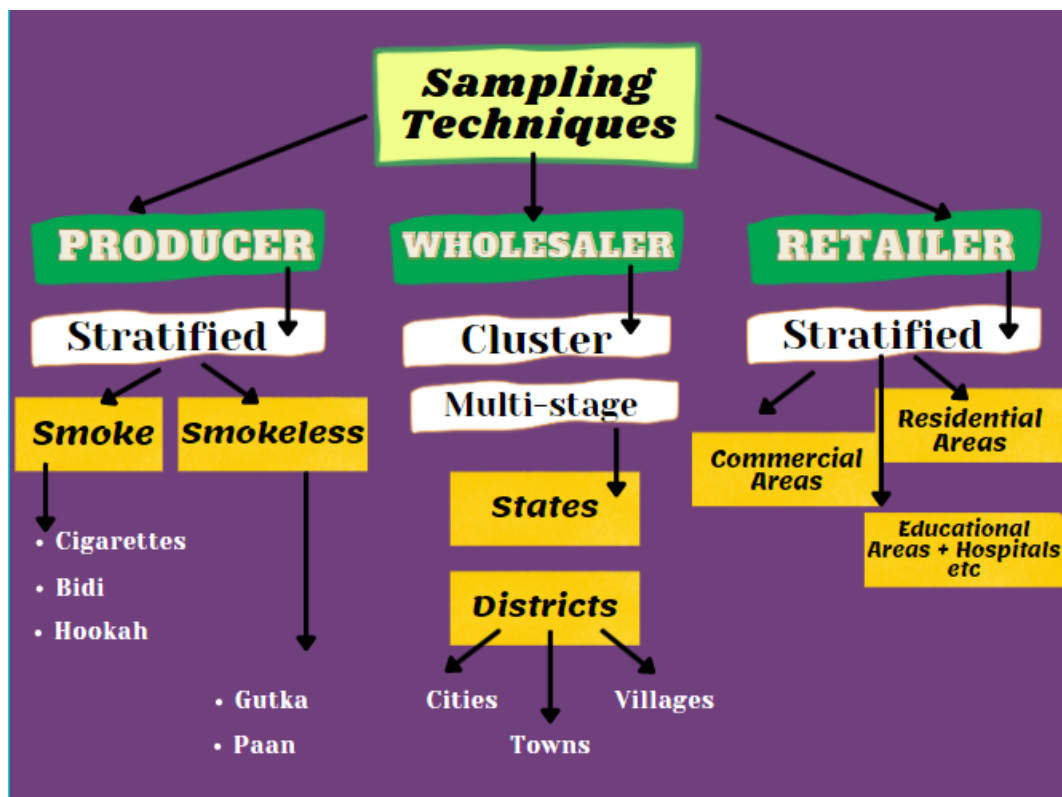 Sampling
Techniques
PRODUCER
WHOLESALER
RETAILER
Stratified
Cluster
Multi-stage
Stratified
Smoke
Smokeless
• Cigarettes
• Bidi
• Hookah
• Gutka
• Paan
States
Districts
Cities
Towns
Villages
Commercial
Areas
Residential
Areas
Educational
Areas + Hospitals
etc